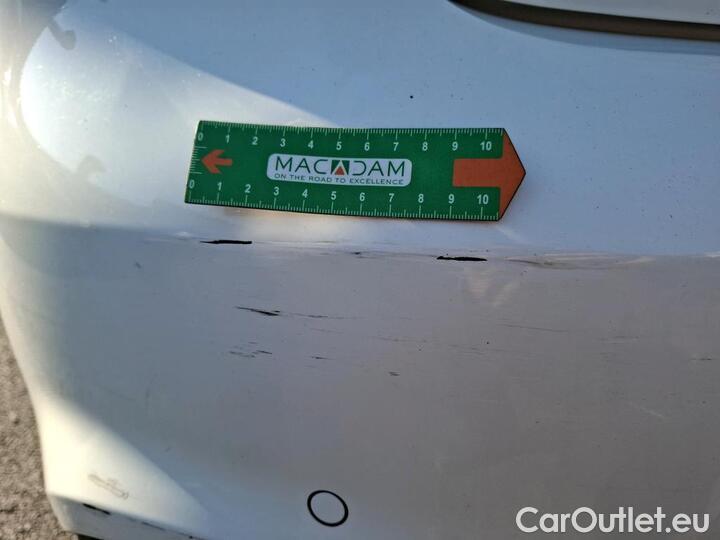 0 1 2 3 4 5 6 7 8 9 10
MACADAM
ON THE ROAD TO EXCELLENCE
0 1 2 3 4 5 6 7 8 9 10
CarOutlet.eu